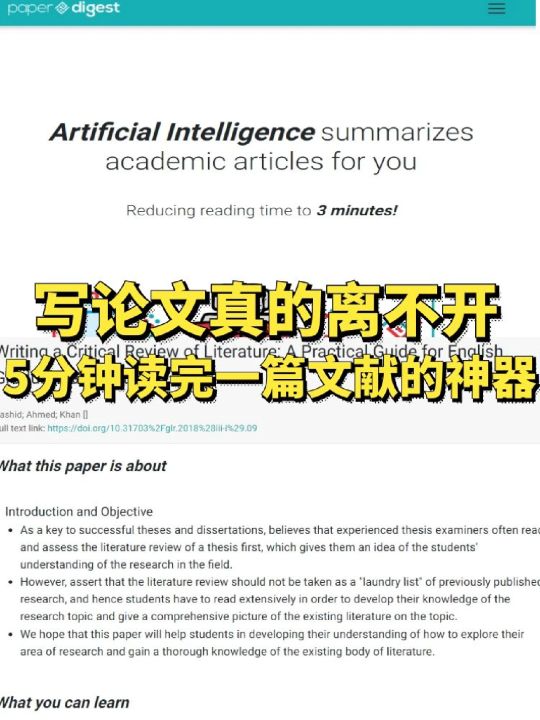 paper digest
Artificial Intelligence summarizes
academic articles for you
Reducing reading time to 3 minutes!
写论文真的离不开
Writing a Critical Review of Literature: A Practical Guide for English
5分钟读完一篇文献的神器
ashid; Ahmed; Khan []
ull text link: https://doi.org/10.31703%2Fglr.2018%28iii-i%29.09
What this paper is about
Introduction and Objective
• As a key to successful theses and dissertations, believes that experienced thesis examiners often read
and assess the literature review of a thesis first, which gives them an idea of the students'
understanding of the research in the field.
• However, assert that the literature review should not be taken as a "laundry list" of previously published
research, and hence students have to read extensively in order to develop their knowledge of the
research topic and give a comprehensive picture of the existing literature on the topic.
• We hope that this paper will help students in developing their understanding of how to explore their
area of research and gain a thorough knowledge of the existing body of literature.
What you can learn